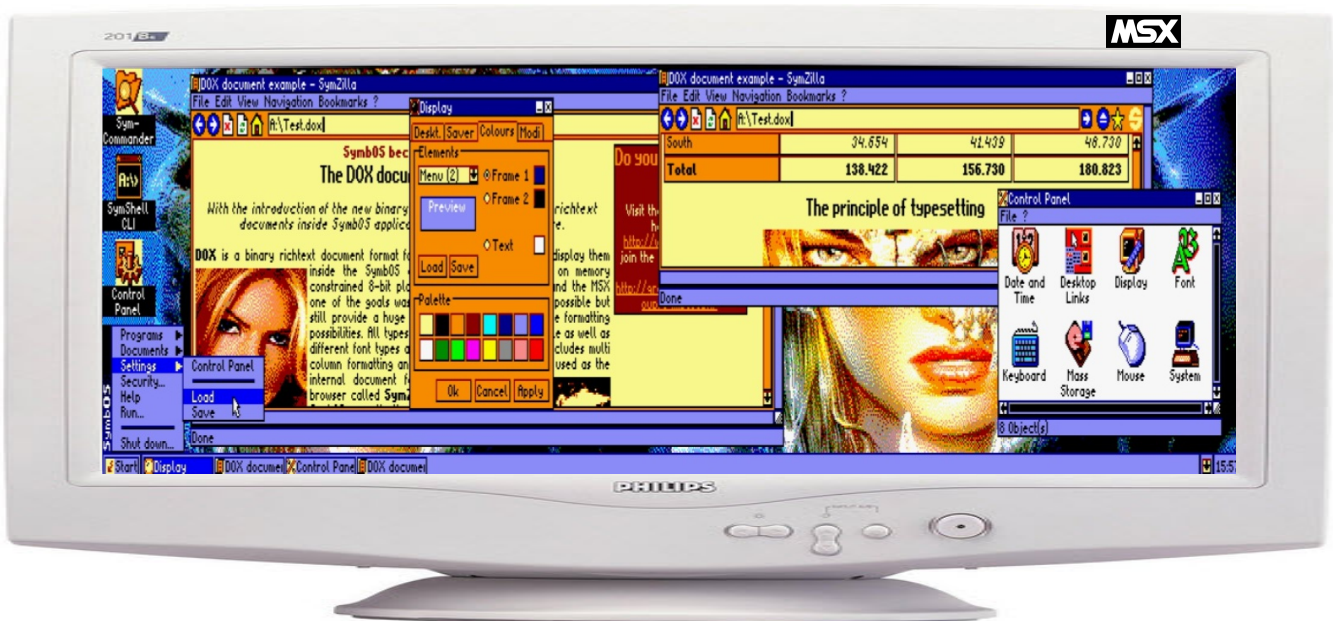 201B
MSX
Sym-
Commander
A:\>
SymShell
CLI
Control
Panel
DOX document example - SymZilla
File Edit View Navigation Bookmarks ?
A:\Test.dox
SymbOS bec
The DOX docu
With the introduction of the new binary
richtext
documents inside SymbOS applic
DOX is a binary richtext document format fo
display them
inside the SymbOS
on memory
constrained 8-bit pla
nd the MSX
one of the goals was
possible but
still provide a huge
e formatting
possibilities. All types
le as well as
different font types a
cludes multi
column formatting an
used as the
internal document f
browser called SymZ
Done
Do you
Visit th
join the
Display
Deskt. Saver Colours Modi
Elements
Menu (2)
Frame 1
Frame 2
Preview
Text
Load Save
Palette
Ok Cancel Apply
DOX document example - SymZilla
File Edit View Navigation Bookmarks ?
A:\Test.dox
South 34.654 41.439 48.730
Total 138.422 156.730 180.823
The principle of typesetting
Done
Control Panel
File ?
Date and
Time
Desktop
Links
Display
Font
Keyboard
Mass
Storage
Mouse
System
8 Object(s)
SymbOS
Programs
Documents
Settings
Security...
Help
Run...
Shut down...
Control Panel
Load
Save
Start
Display
DOX documen
Control Pane
DOX documen
15:5
PHILIPS